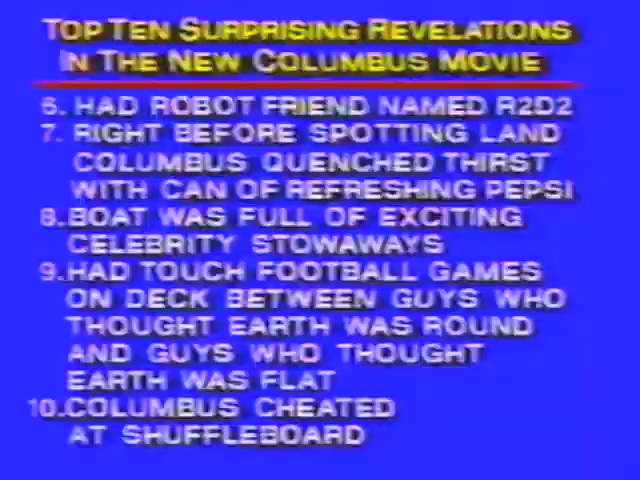 TOP TEN SURPRISING REVELATIONS
IN THE NEW COLUMBUS MOVIE
6. HAD ROBOT FRIEND NAMED R2D2
7. RIGHT BEFORE SPOTTING LAND
COLUMBUS QUENCHED THIRST
WITH CAN OF REFRESHING PEPSI
8.BOAT WAS FULL OF EXCITING
CELEBRITY STOWAWAYS
9.HAD TOUCH FOOTBALL GAMES
ON DECK BETWEEN GUYS WHO
THOUGHT EARTH WAS ROUND
AND GUYS WHO THOUGHT
EARTH WAS FLAT
10.COLUMBUS CHEATED
AT SHUFFLEBOARD